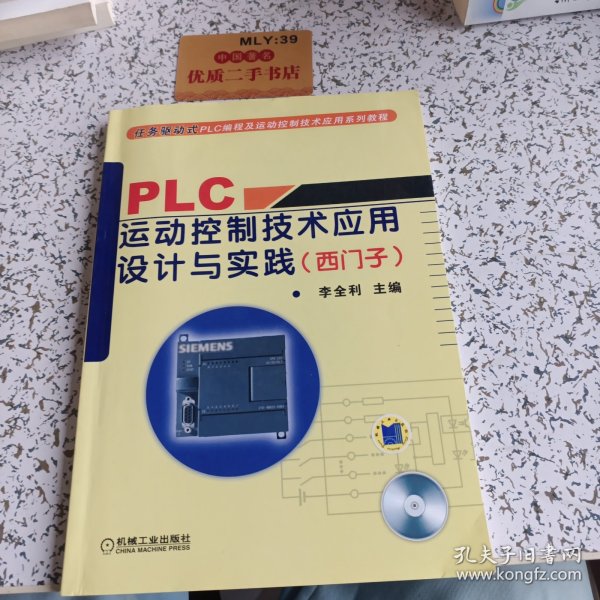 MLY:39
中国著名
优质二手书店
任务驱动式PLC编程及运动控制技术应用系列教程
PLC
运动控制技术应用
设计与实践(西门子)
• 李全利 主编
SIEMENS
机械工业出版社
CHINA MACHINE PRESS
孔夫子旧书网
www.kongfz.com